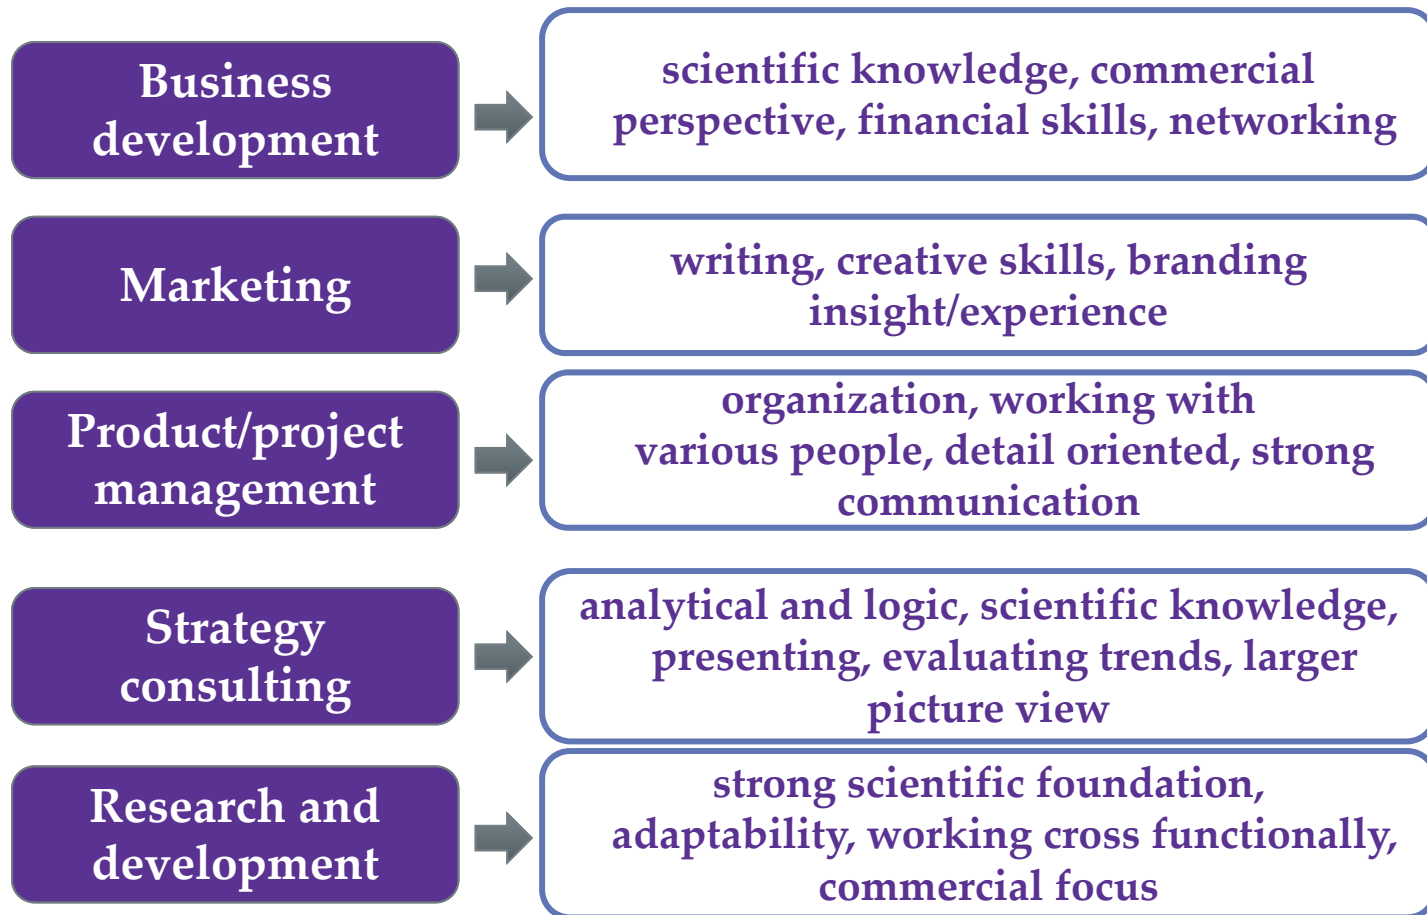 Business
development
scientific knowledge, commercial
perspective, financial skills, networking
Marketing
writing, creative skills, branding
insight/experience
Product/project
management
organization, working with
various people, detail oriented, strong
communication
Strategy
consulting
analytical and logic, scientific knowledge,
presenting, evaluating trends, larger
picture view
Research and
development
strong scientific foundation,
adaptability, working cross functionally,
commercial focus